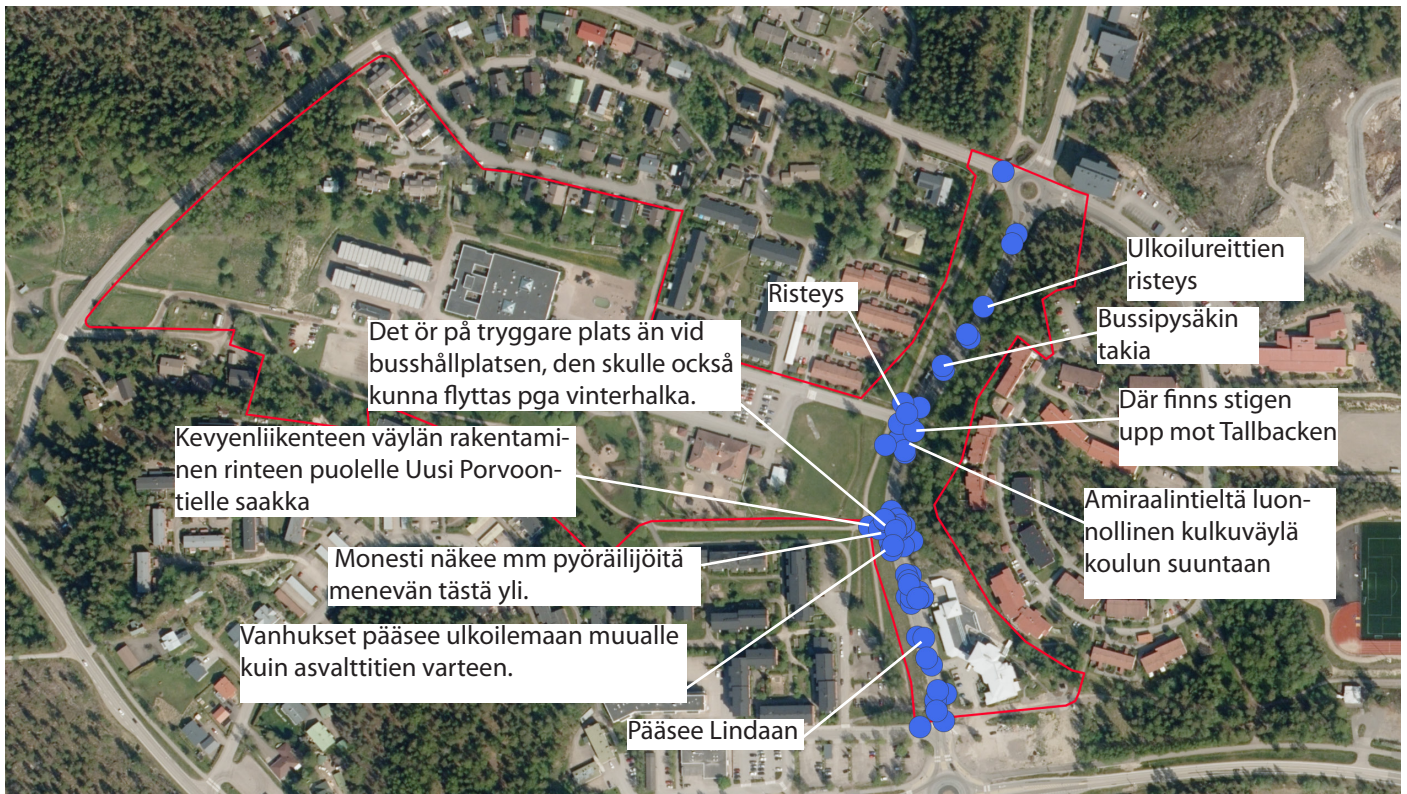 Ulkoilureittien
risteys
Risteys
Bussipysäkin
takia
Det ör på tryggare plats än vid
busshållplatsen, den skulle också
kunna flyttas pga vinterhalka.
Där finns stigen
upp mot Tallbacken
Kevyenliikenteen väylän rakentami-
nen rinteen puolelle Uusi Porvoon-
tielle saakka
Amiraalintieltä luon-
nollinen kulkuväylä
koulun suuntaan
Monesti näkee mm pyöräilijöitä
menevän tästä yli.
Vanhukset pääsee ulkoilemaan muualle
kuin asvalttitien varteen.
Pääsee Lindaan